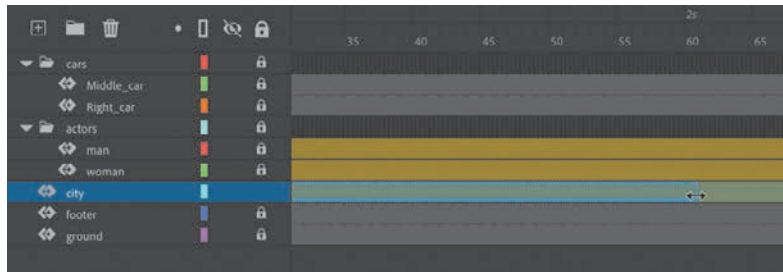 2s
35 40 45 50 55 60 65
cars
Middle_car
Right_car
actors
man
woman
city
footer
ground